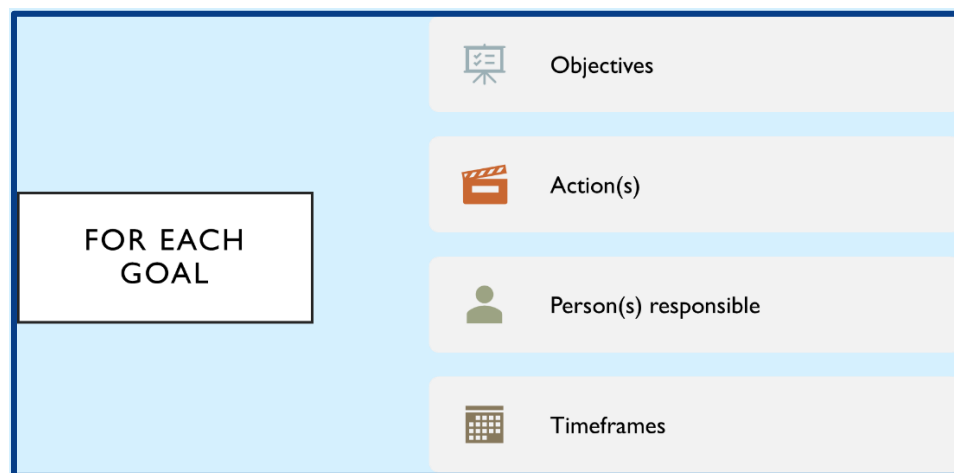 FOR EACH
GOAL
Objectives
Action(s)
Person(s) responsible
Timeframes